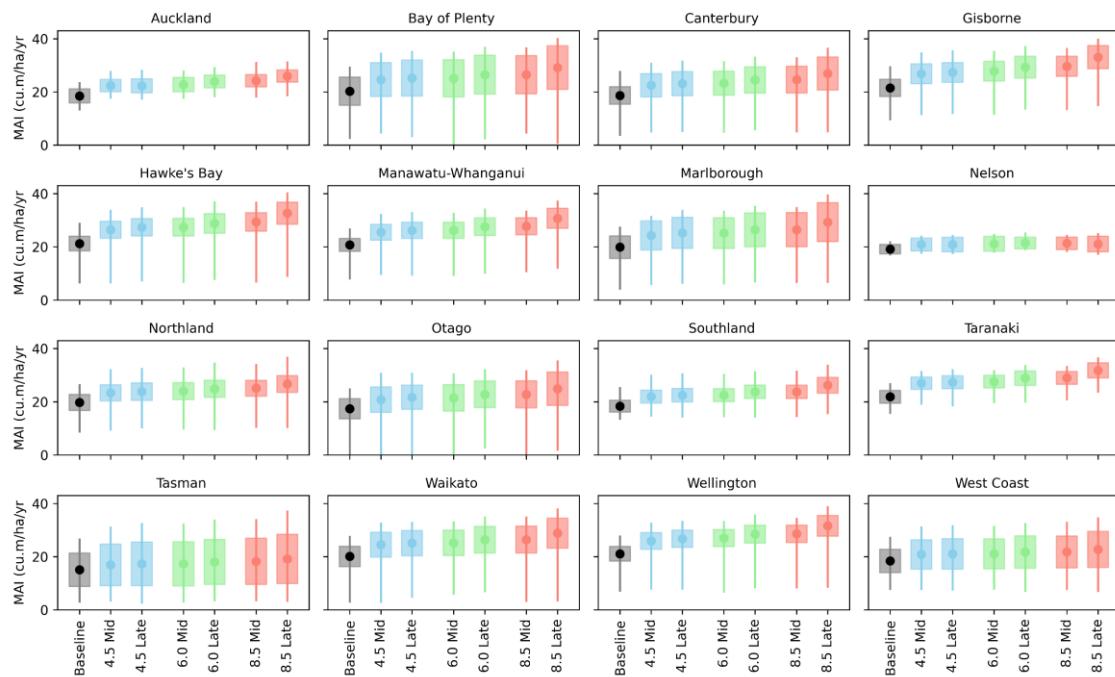 Auckland Bay of Plenty Canterbury Gisborne
MAI (cu.m/ha/yr)
40
20
0
Hawke's Bay Manawatu-Whanganui Marlborough Nelson
MAI (cu.m/ha/yr)
40
20
0
Northland Otago Southland Taranaki
MAI (cu.m/ha/yr)
40
20
0
Tasman Waikato Wellington West Coast
MAI (cu.m/ha/yr)
40
20
0
Baseline 4.5 Mid 4.5 Late 6.0 Mid 6.0 Late 8.5 Mid 8.5 Late Baseline 4.5 Mid 4.5 Late 6.0 Mid 6.0 Late 8.5 Mid 8.5 Late Baseline 4.5 Mid 4.5 Late 6.0 Mid 6.0 Late 8.5 Mid 8.5 Late Baseline 4.5 Mid 4.5 Late 6.0 Mid 6.0 Late 8.5 Mid 8.5 Late